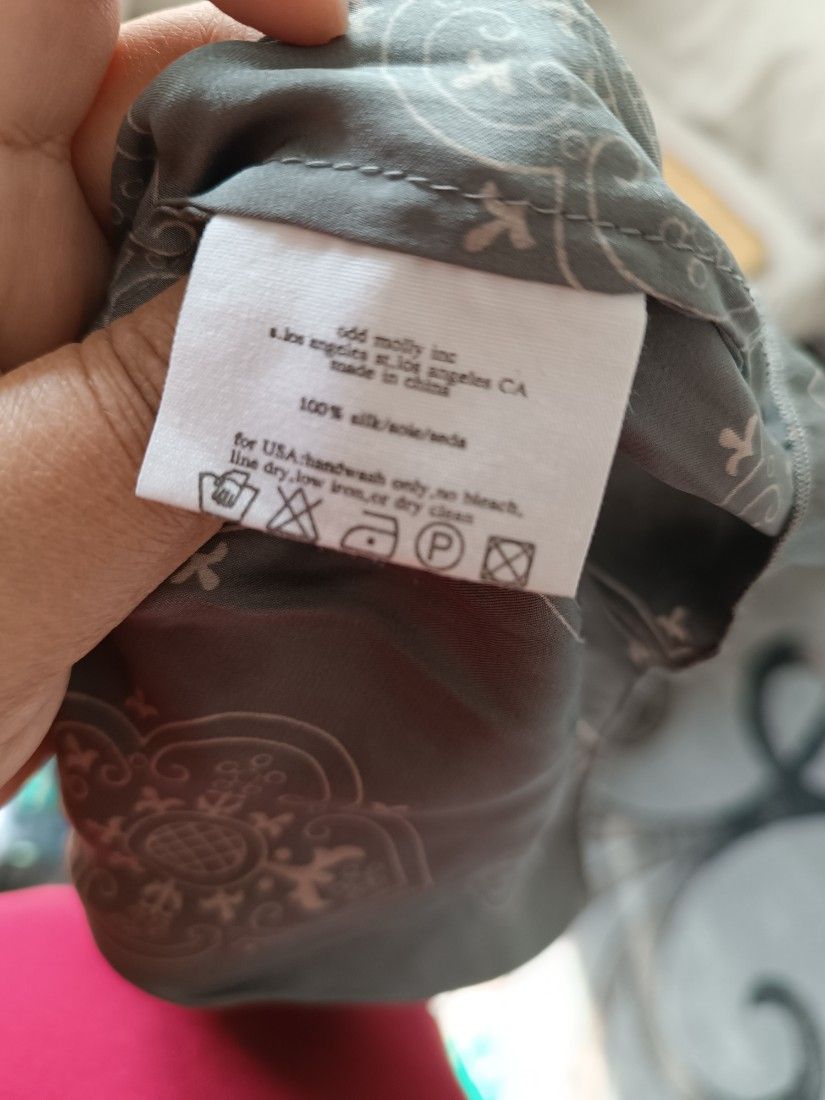 odd molly inc
s.los angeles st.los angeles CA
made in china
100% silk/soie/seda
for USA:handwash only,no bleach,
line dry,low iron,or dry clean
P